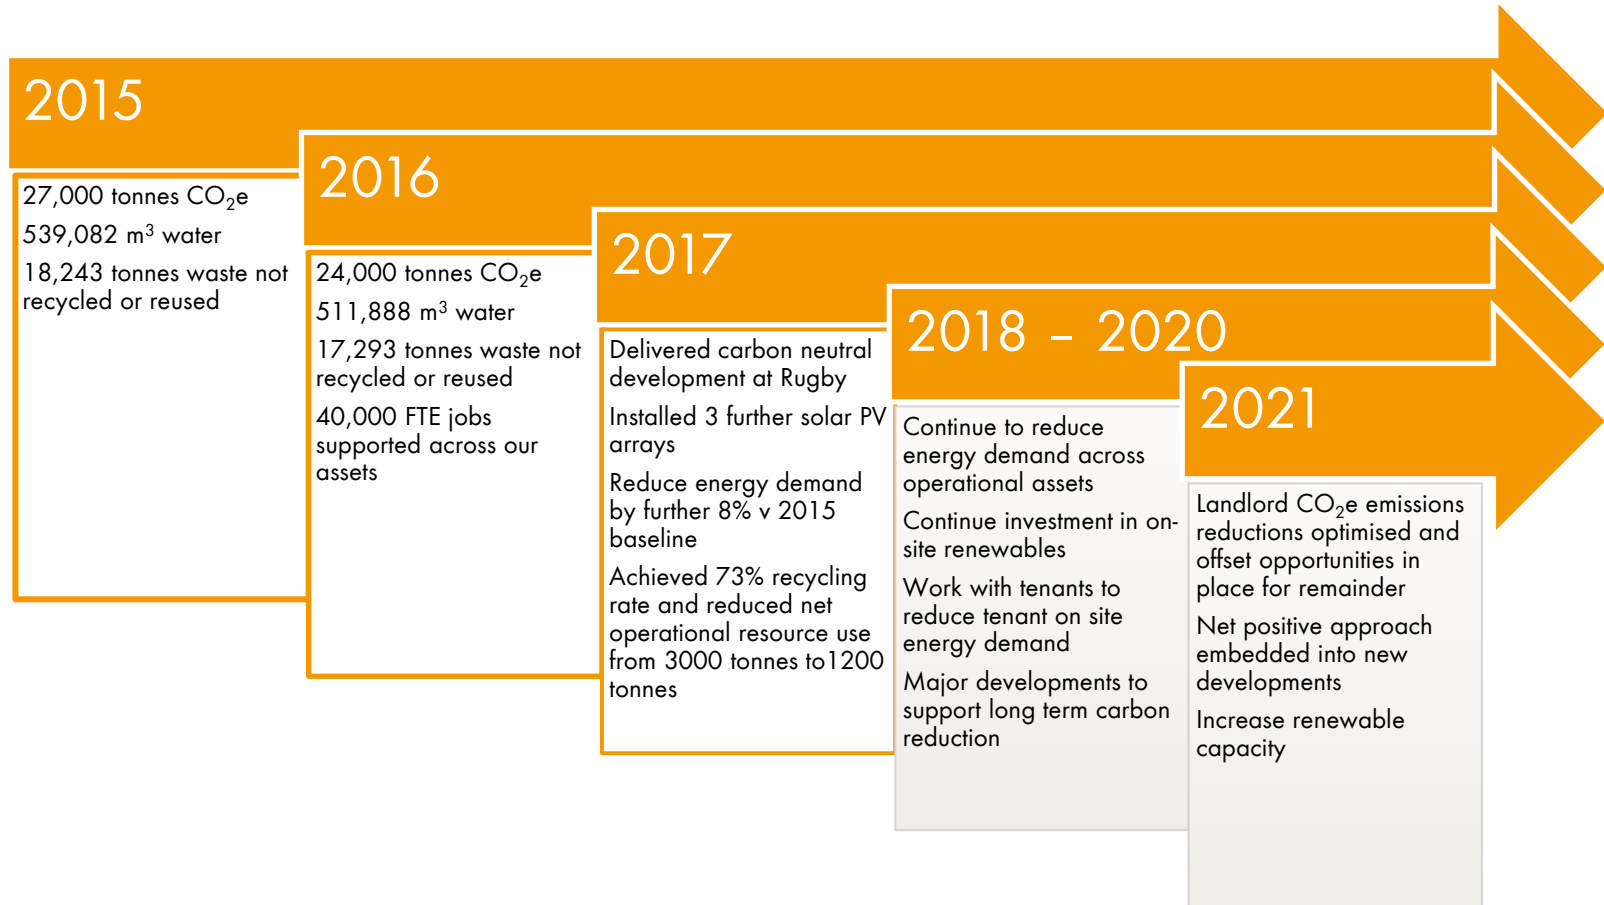 2015
27,000 tonnes CO₂e
539,082 m³ water
18,243 tonnes waste not
recycled or reused
2016
24,000 tonnes CO₂e
511,888 m³ water
17,293 tonnes waste not
recycled or reused
40,000 FTE jobs
supported across our
assets
2017
Delivered carbon neutral
development at Rugby
Installed 3 further solar PV
arrays
Reduce energy demand
by further 8% v 2015
baseline
Achieved 73% recycling
rate and reduced net
operational resource use
from 3000 tonnes to1200
tonnes
2018 – 2020
Continue to reduce
energy demand across
operational assets
Continue investment in on-
site renewables
Work with tenants to
reduce tenant on site
energy demand
Major developments to
support long term carbon
reduction
2021
Landlord CO₂e emissions
reductions optimised and
offset opportunities in
place for remainder
Net positive approach
embedded into new
developments
Increase renewable
capacity